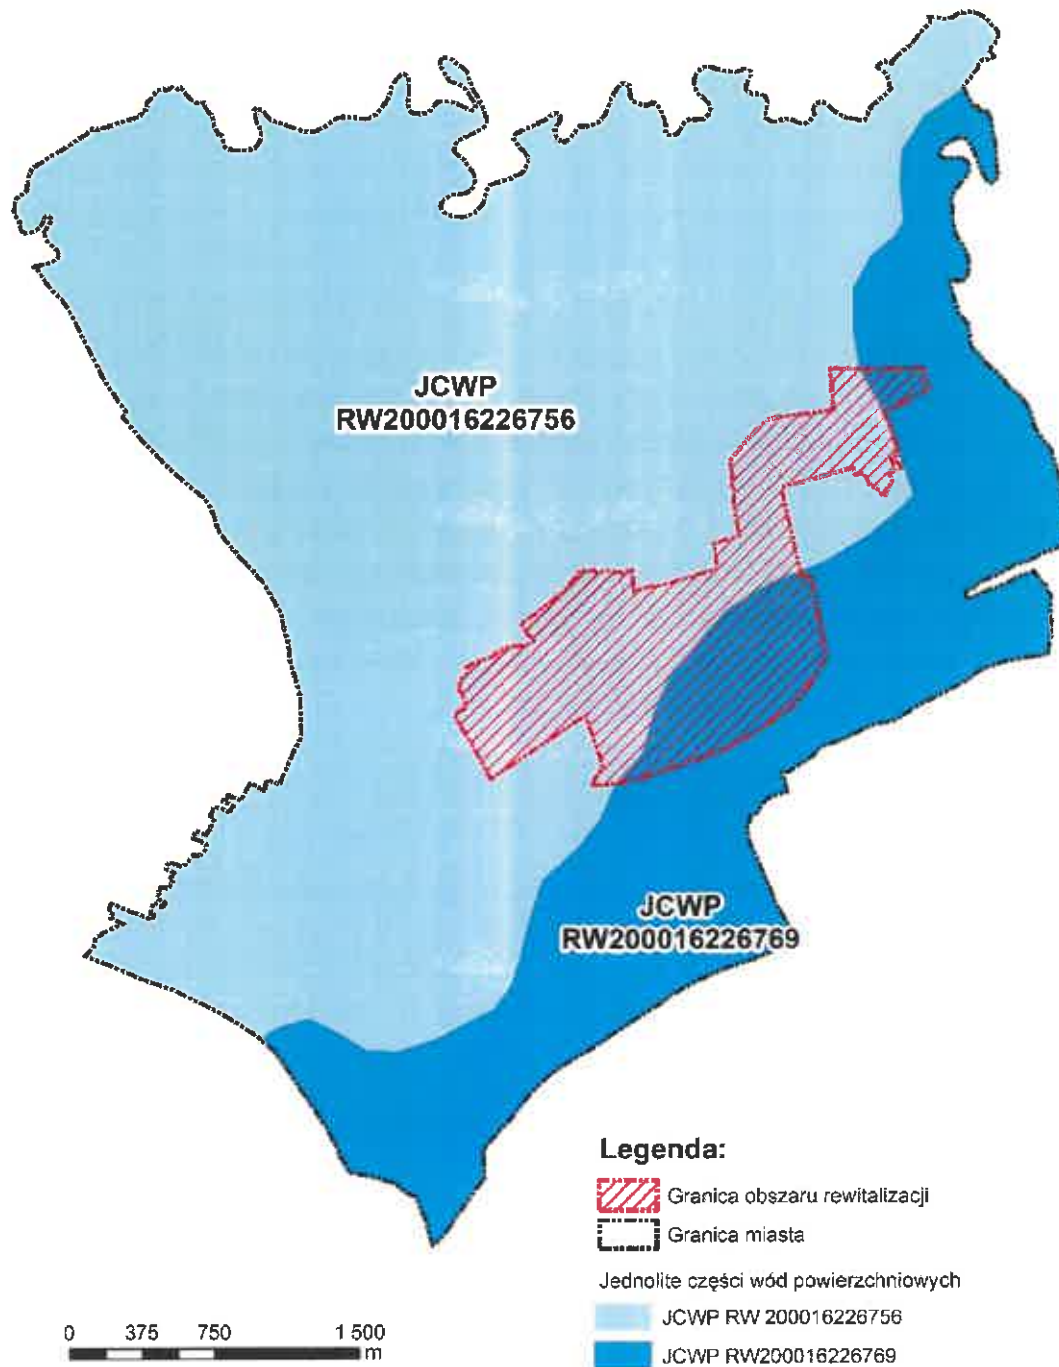 JCWP
RW200016226756
JCWP
RW200016226769
Legenda:
Granica obszaru rewitalizacji
Granica miasta
Jednolite części wód powierzchniowych
JCWP RW 200016226756
JCWP RW200016226769
0 375 750 1 500
m